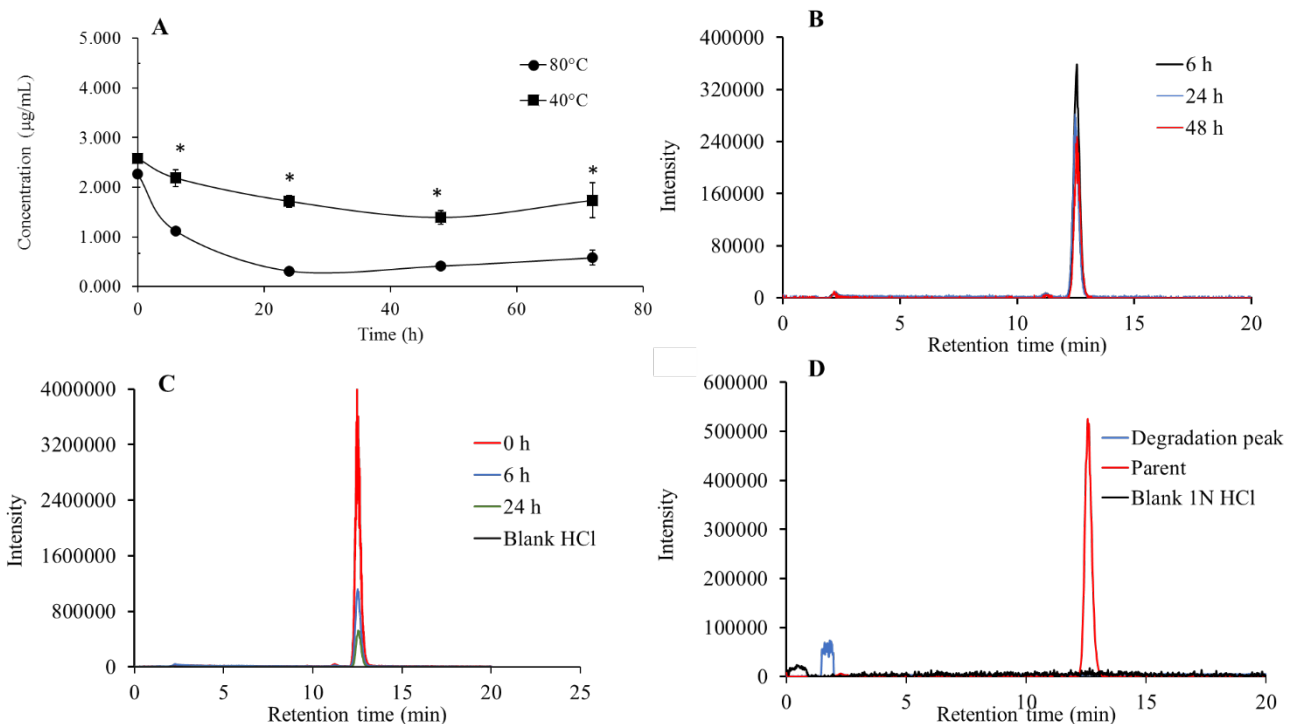 A
5.000
4.000
3.000
2.000
1.000
0.000
Concentration (µg/mL)
80°C
40°C
*
*
*
*
0 20 40 60 80
Time (h)
B
400000
320000
240000
160000
80000
0
Intensity
6 h
24 h
48 h
0 5 10 15 20
Retention time (min)
C
4000000
3200000
2400000
1600000
800000
0
Intensity
0 h
6 h
24 h
Blank HCl
0 5 10 15 20 25
Retention time (min)
D
600000
500000
400000
300000
200000
100000
0
Intensity
Degradation peak
Parent
Blank 1N HCl
0 5 10 15 20
Retention time (min)